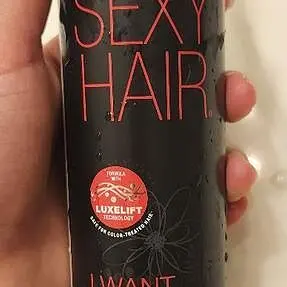 SEXY
HAIR
FORMULA
WITH
LUXELIFT
TECHNOLOGY
SAFE FOR COLOR-TREATED HAIR
I WANT